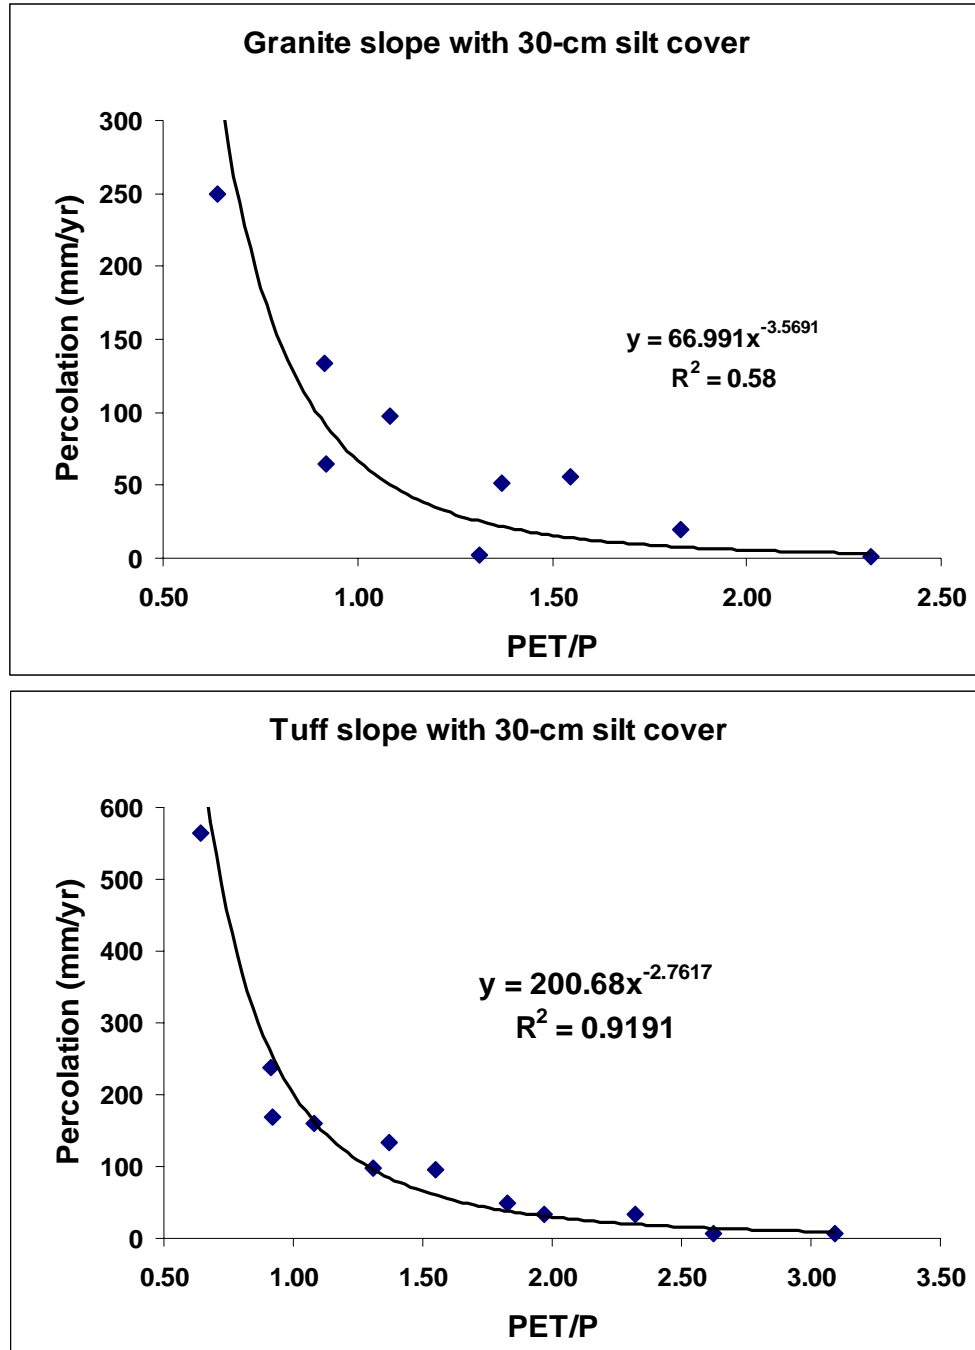 Granite slope with 30-cm silt cover
300
250
200
150
100
50
0
Percolation (mm/yr)
y = 66.991x^-3.5691
R^2 = 0.58
0.50 1.00 1.50 2.00 2.50
PET/P
Tuff slope with 30-cm silt cover
600
500
400
300
200
100
0
Percolation (mm/yr)
y = 200.68x^-2.7617
R^2 = 0.9191
0.50 1.00 1.50 2.00 2.50 3.00 3.50
PET/P